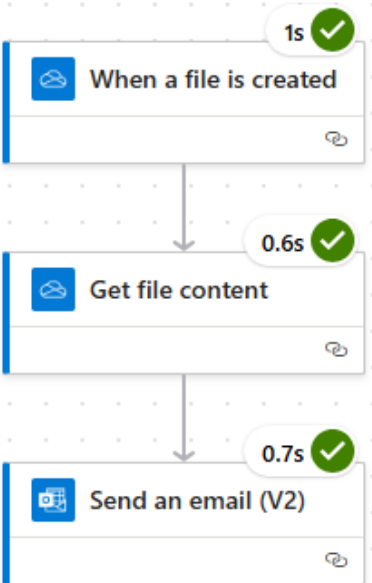 1s
When a file is created
0.6s
Get file content
0.7s
Send an email (V2)